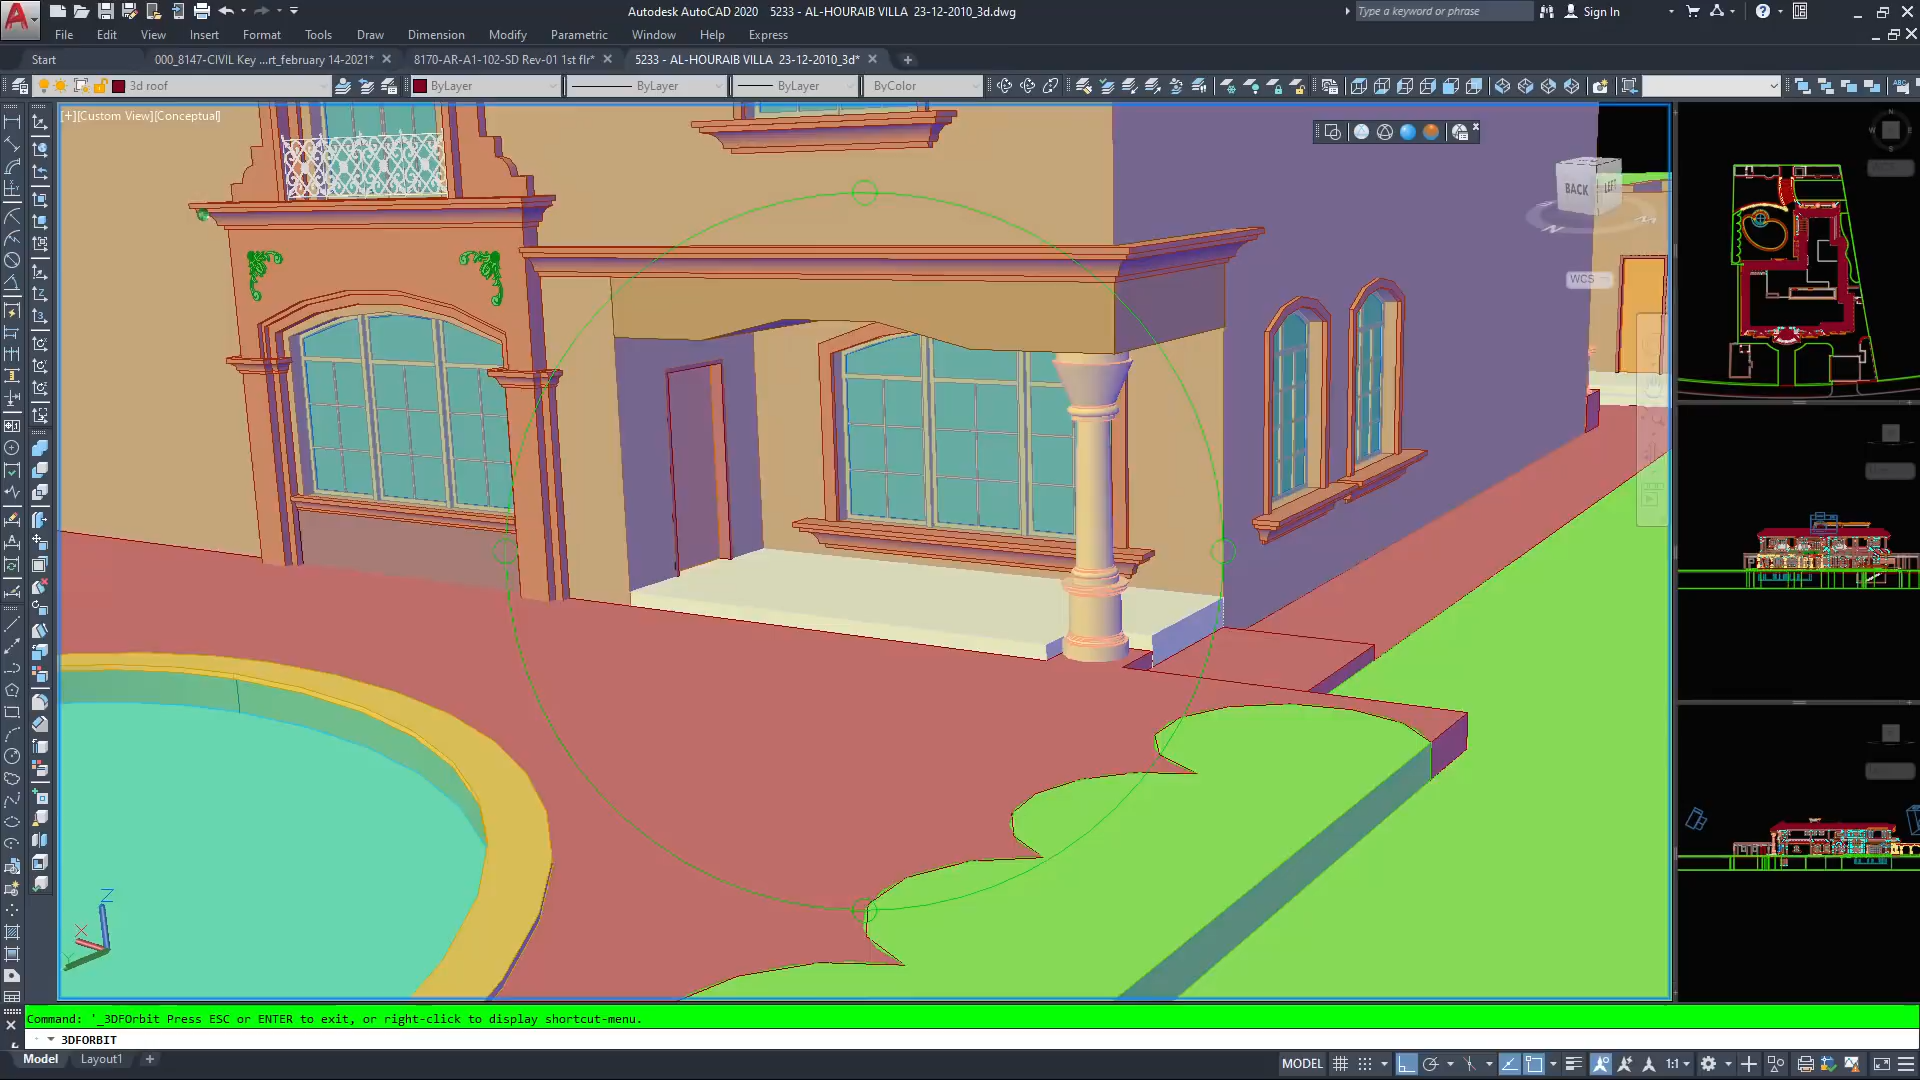 Autodesk AutoCAD 2020 5233 - AL-HOURAIB VILLA 23-12-2010_3d.dwg
Type a keyword or phrase
Sign In
File Edit View Insert Format Tools Draw Dimension Modify Parametric Window Help Express
Start
000_8147-CIVIL Key ...rt_february 14-2021*
8170-AR-A1-102-SD Rev-01 1st flr*
5233 - AL-HOURAIB VILLA 23-12-2010_3d*
3d roof
ByLayer
ByLayer
ByLayer
ByColor
[+][Custom View][Conceptual]
BACK
LEFT
WCS
Z
X
Y
Command: '_3DFOrbit Press ESC or ENTER to exit, or right-click to display shortcut-menu.
3DFORBIT
Model
Layout1
MODEL
1:1